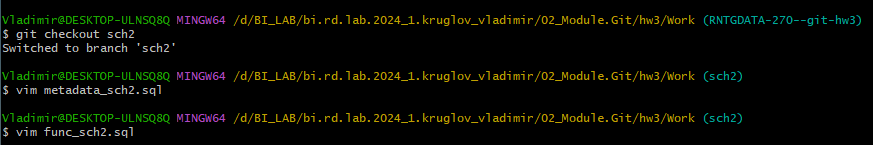 Vladimir@DESKTOP-ULNSQ8Q MINGW64 /d/BI_LAB/bi.rd.lab.2024_1.kruglov_vladimir/02_Module.Git/hw3/Work (RNTGDATA-270--git-hw3)
$ git checkout sch2
Switched to branch 'sch2'
Vladimir@DESKTOP-ULNSQ8Q MINGW64 /d/BI_LAB/bi.rd.lab.2024_1.kruglov_vladimir/02_Module.Git/hw3/Work (sch2)
$ vim metadata_sch2.sql
Vladimir@DESKTOP-ULNSQ8Q MINGW64 /d/BI_LAB/bi.rd.lab.2024_1.kruglov_vladimir/02_Module.Git/hw3/Work (sch2)
$ vim func_sch2.sql